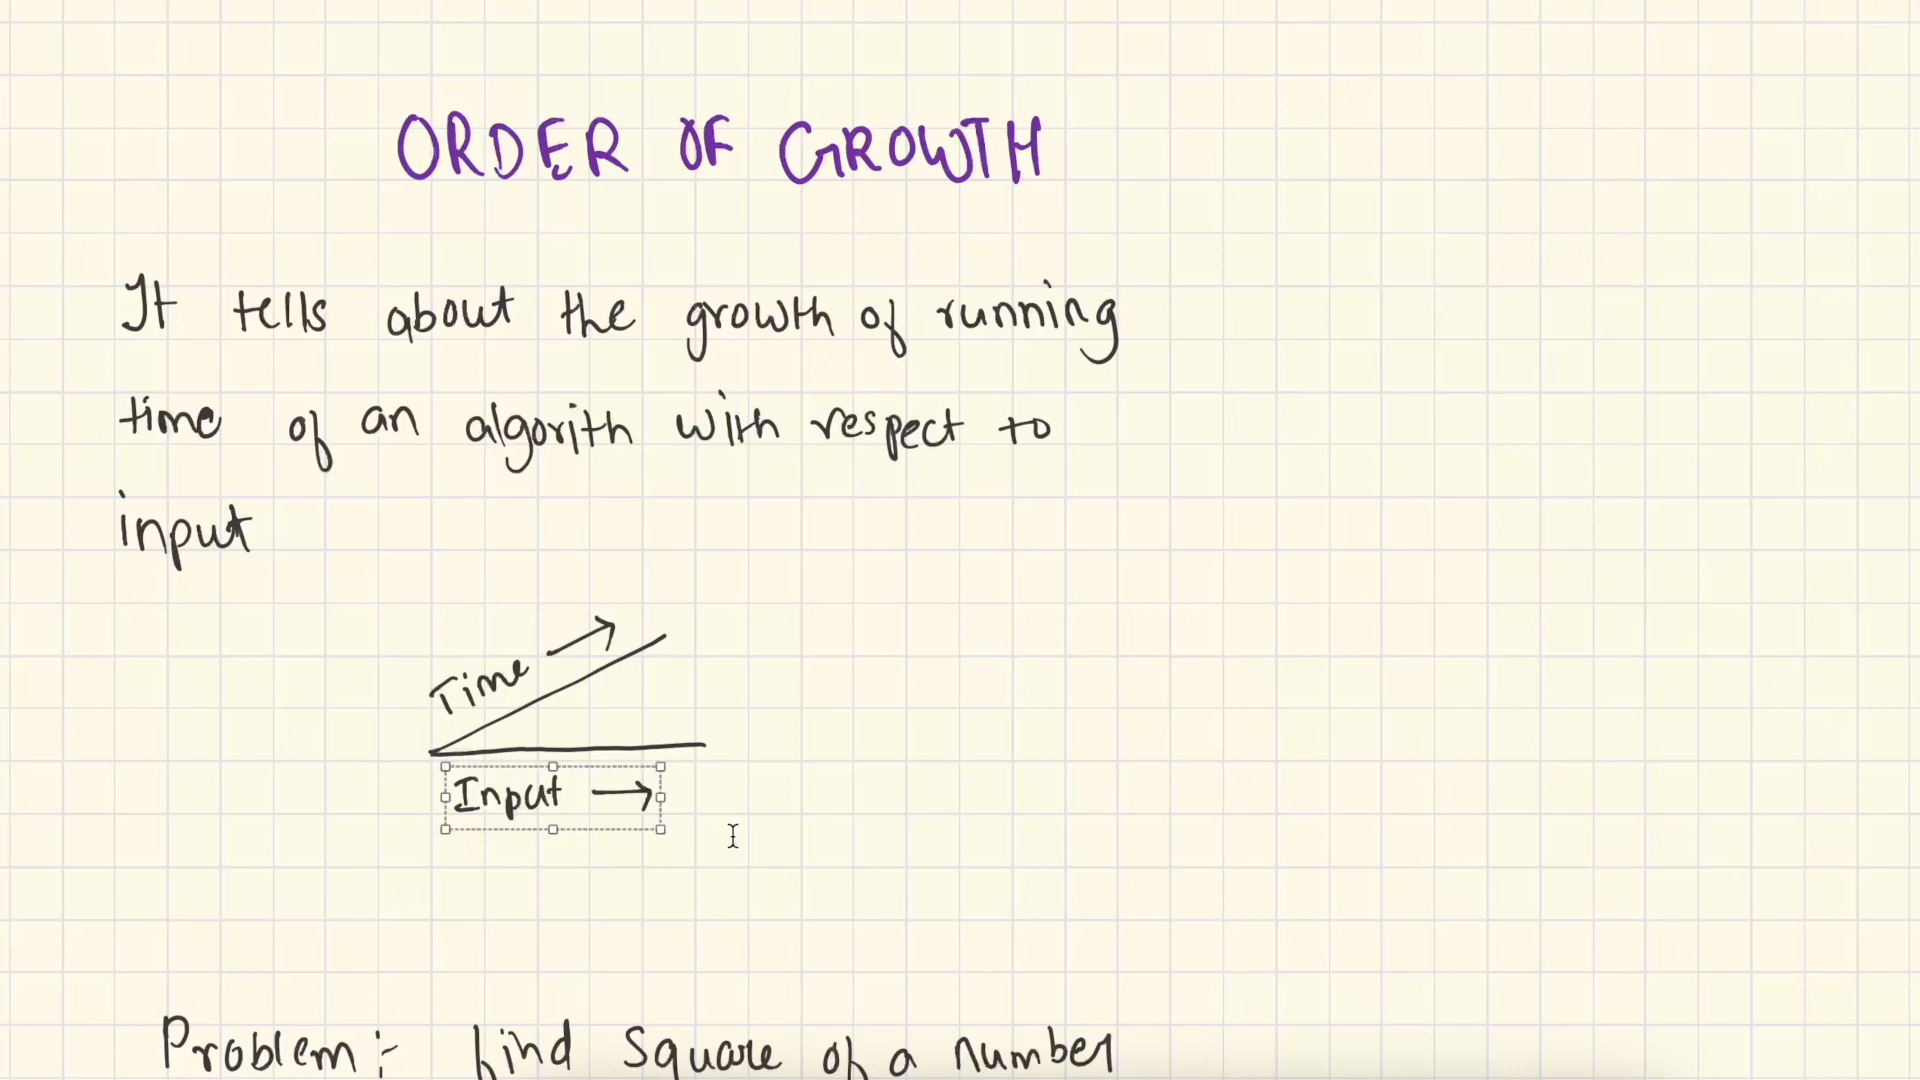 ORDER OF GROWTH
It tells about the growth of running
time of an algorith with respect to
input
Time →
Input →
Problem :- find square of a number